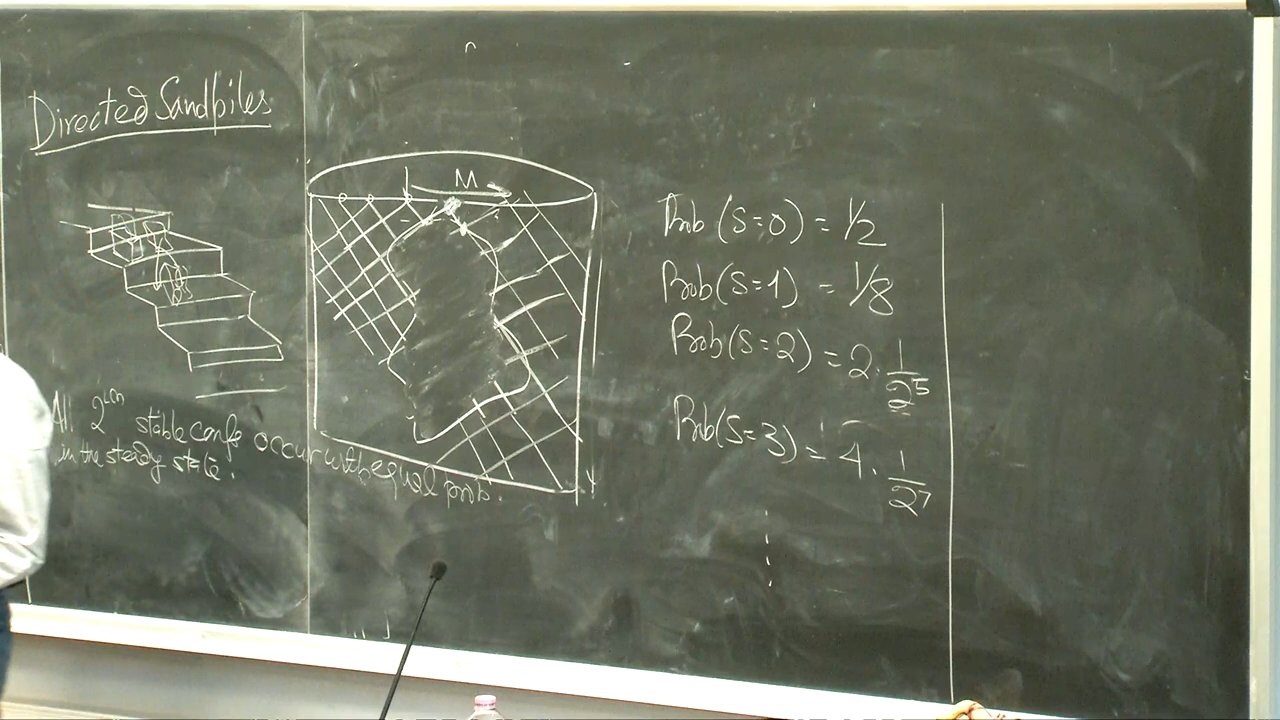 Directed Sandpiles
M
All 2^LM stable confs occur with equal prob.
in the steady state.
Prob (S=0) = 1/2
Prob (S=1) = 1/8
Prob (S=2) = 2 · 1/2^5
Prob (S=3) = 4 · 1/2^7